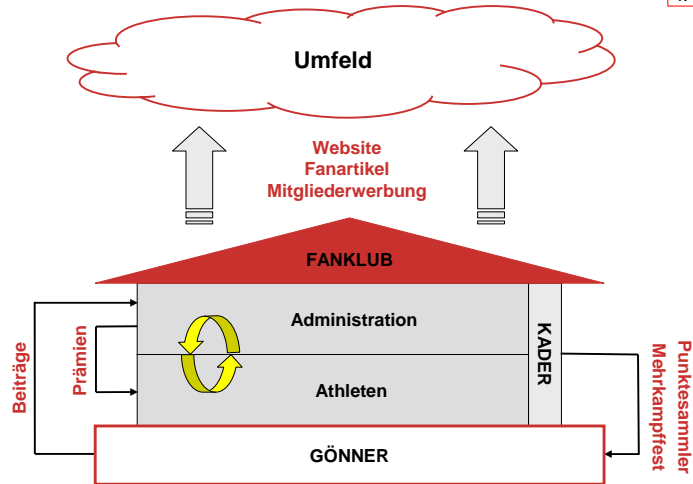 Umfeld
Website
Fanartikel
Mitgliederwerbung
FANKLUB
Administration
Athleten
KADER
Beiträge
Prämien
Punktesammler
Mehrkampffest
GÖNNER